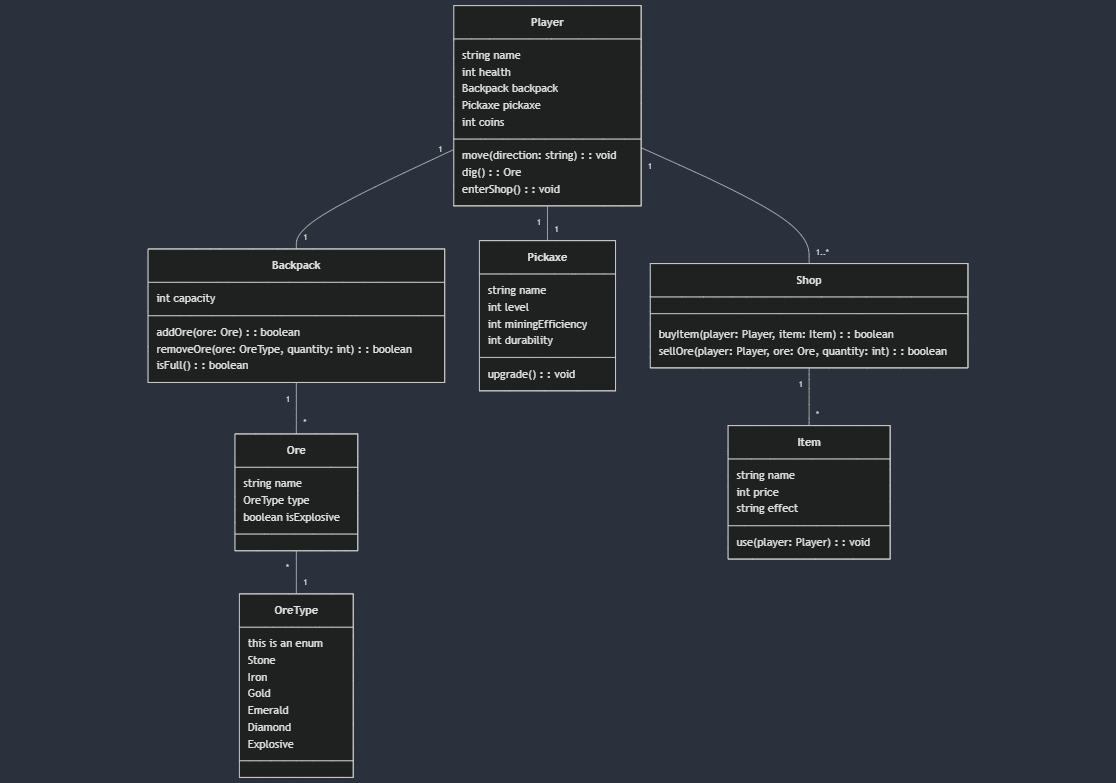 Player
string name
int health
Backpack backpack
Pickaxe pickaxe
int coins
move(direction: string) : : void
dig() : : Ore
enterShop() : : void
1
1
1
1
1
1..*
Backpack
int capacity
addOre(ore: Ore) : : boolean
removeOre(ore: OreType, quantity: int) : : boolean
isFull() : : boolean
Pickaxe
string name
int level
int miningEfficiency
int durability
upgrade() : : void
Shop
buyItem(player: Player, item: Item) : : boolean
sellOre(player: Player, ore: Ore, quantity: int) : : boolean
1
*
1
*
Ore
string name
OreType type
boolean isExplosive
Item
string name
int price
string effect
use(player: Player) : : void
*
1
OreType
this is an enum
Stone
Iron
Gold
Emerald
Diamond
Explosive